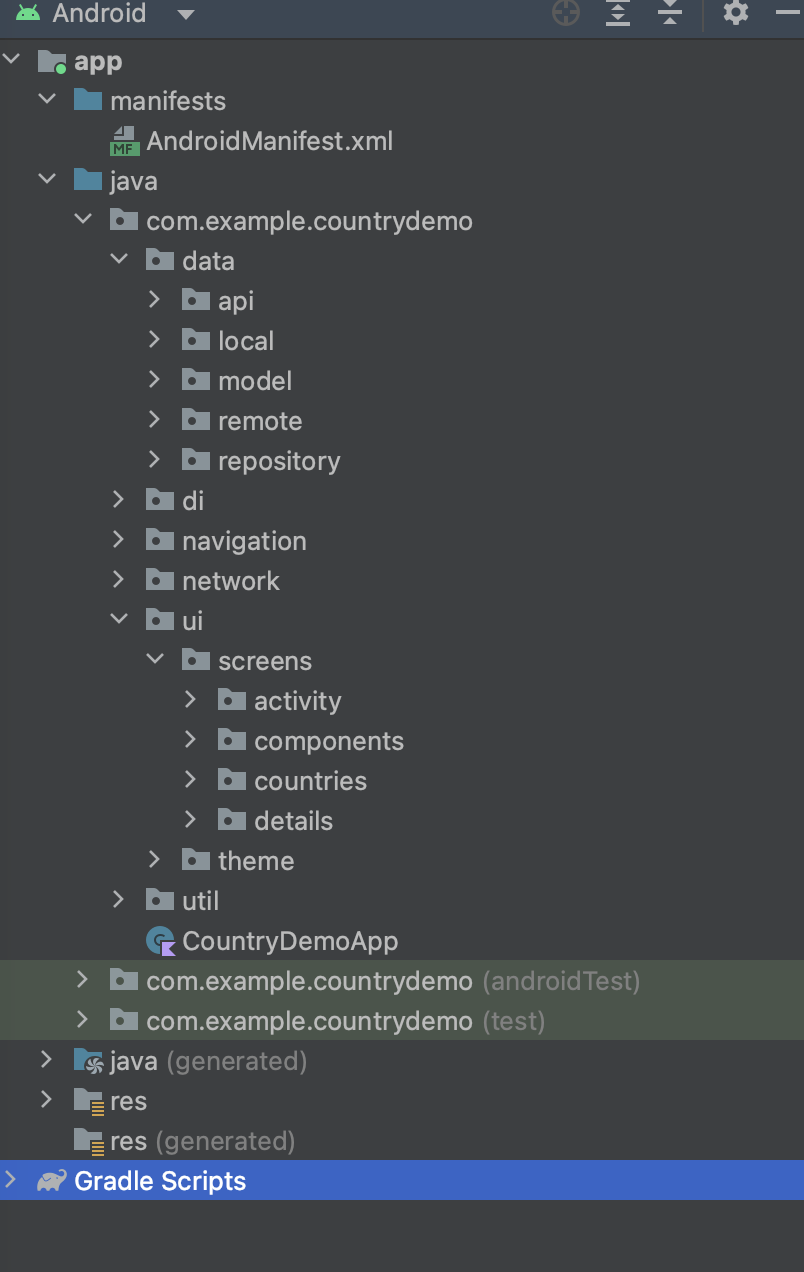 Android
app
manifests
MF AndroidManifest.xml
java
com.example.countrydemo
data
api
local
model
remote
repository
di
navigation
network
ui
screens
activity
components
countries
details
theme
util
CountryDemoApp
com.example.countrydemo (androidTest)
com.example.countrydemo (test)
java (generated)
res
res (generated)
Gradle Scripts